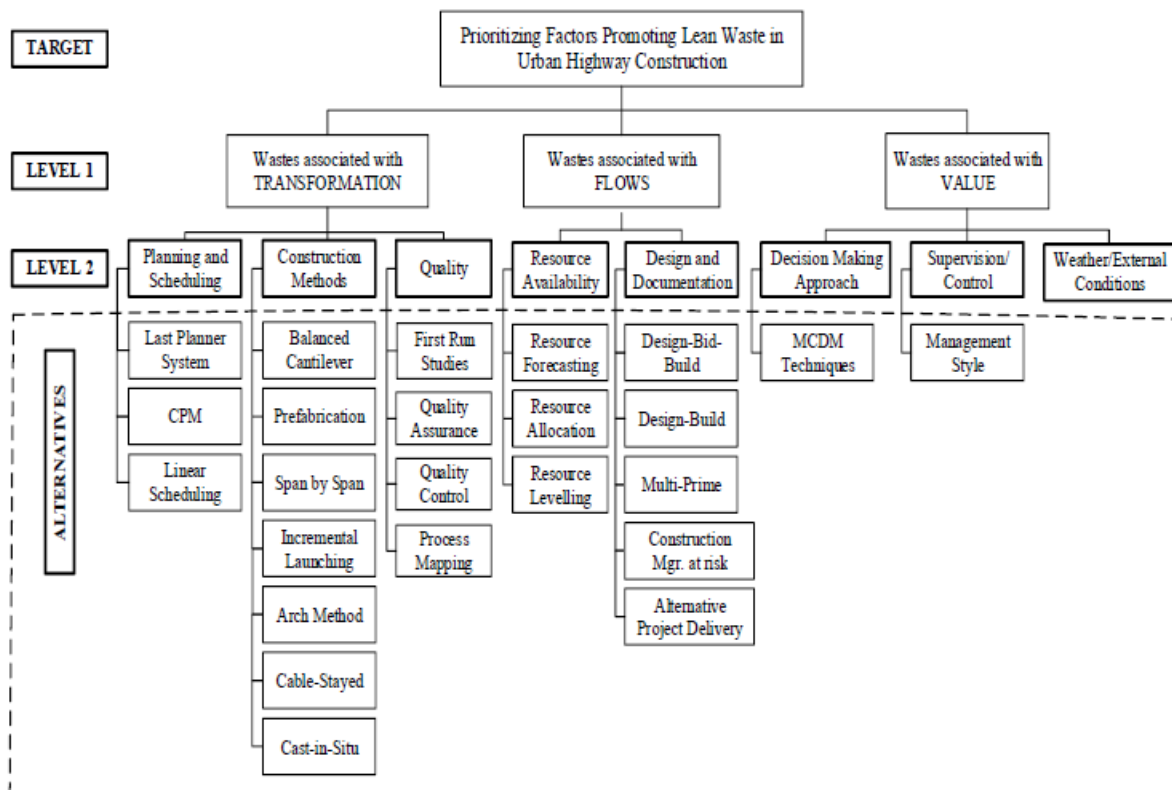 TARGET
Prioritizing Factors Promoting Lean Waste in
Urban Highway Construction
LEVEL 1
Wastes associated with
TRANSFORMATION
Wastes associated with
FLOWS
Wastes associated with
VALUE
LEVEL 2
Planning and
Scheduling
Construction
Methods
Quality
Resource
Availability
Design and
Documentation
Decision Making
Approach
Supervision/
Control
Weather/External
Conditions
ALTERNATIVES
Last Planner
System
CPM
Linear
Scheduling
Balanced
Cantilever
Prefabrication
Span by Span
Incremental
Launching
Arch Method
Cable-Stayed
Cast-in-Situ
First Run
Studies
Quality
Assurance
Quality
Control
Process
Mapping
Resource
Forecasting
Resource
Allocation
Resource
Levelling
Design-Bid-
Build
Design-Build
Multi-Prime
Construction
Mgr. at risk
Alternative
Project Delivery
MCDM
Techniques
Management
Style